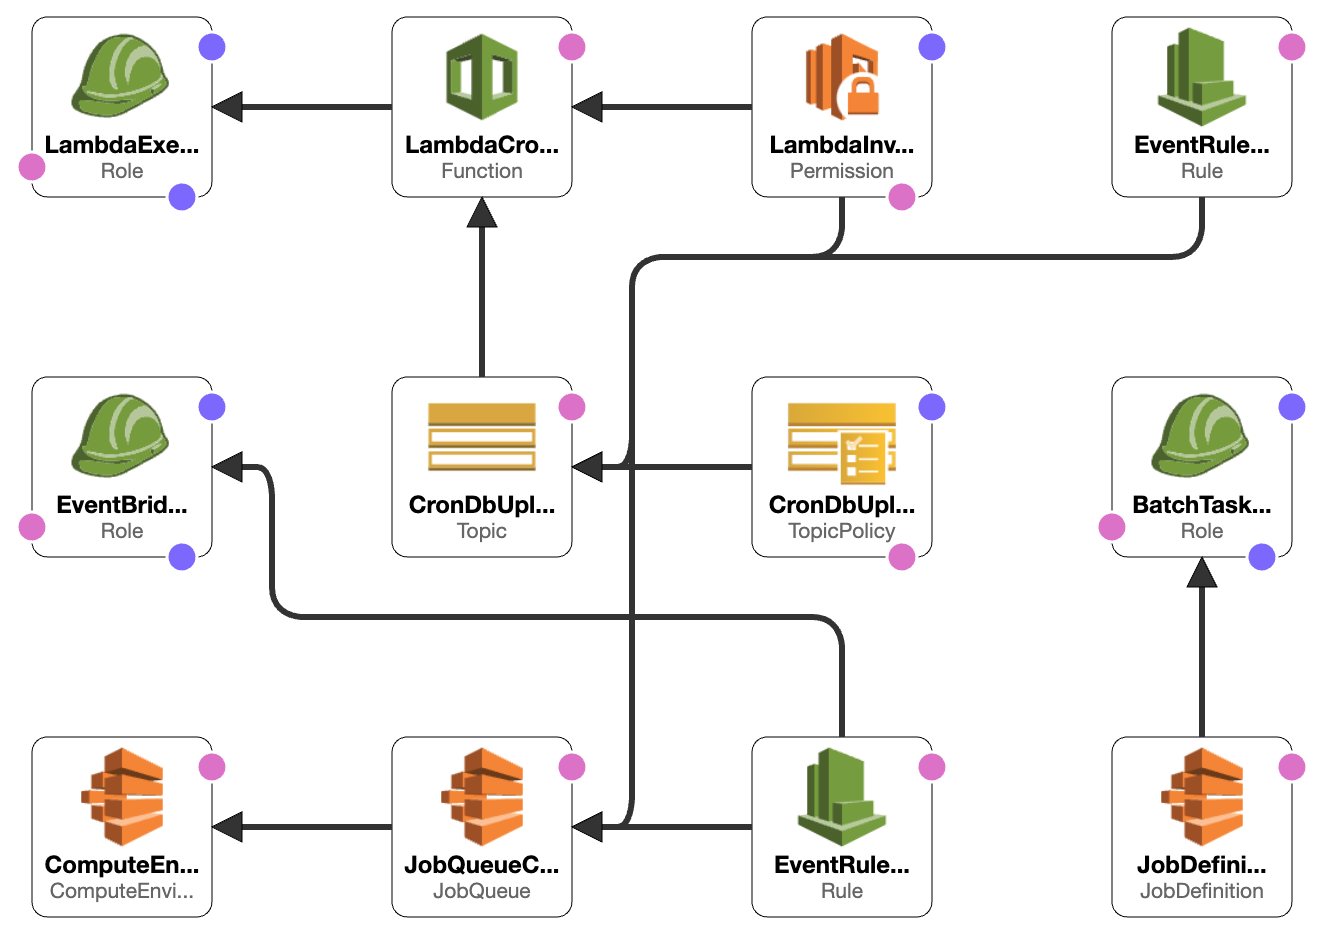 LambdaExe...
Role
LambdaCro...
Function
LambdaInv...
Permission
EventRule...
Rule
EventBrid...
Role
CronDbUpl...
Topic
CronDbUpl...
TopicPolicy
BatchTask...
Role
ComputeEn...
ComputeEnvi...
JobQueueC...
JobQueue
EventRule...
Rule
JobDefini...
JobDefinition